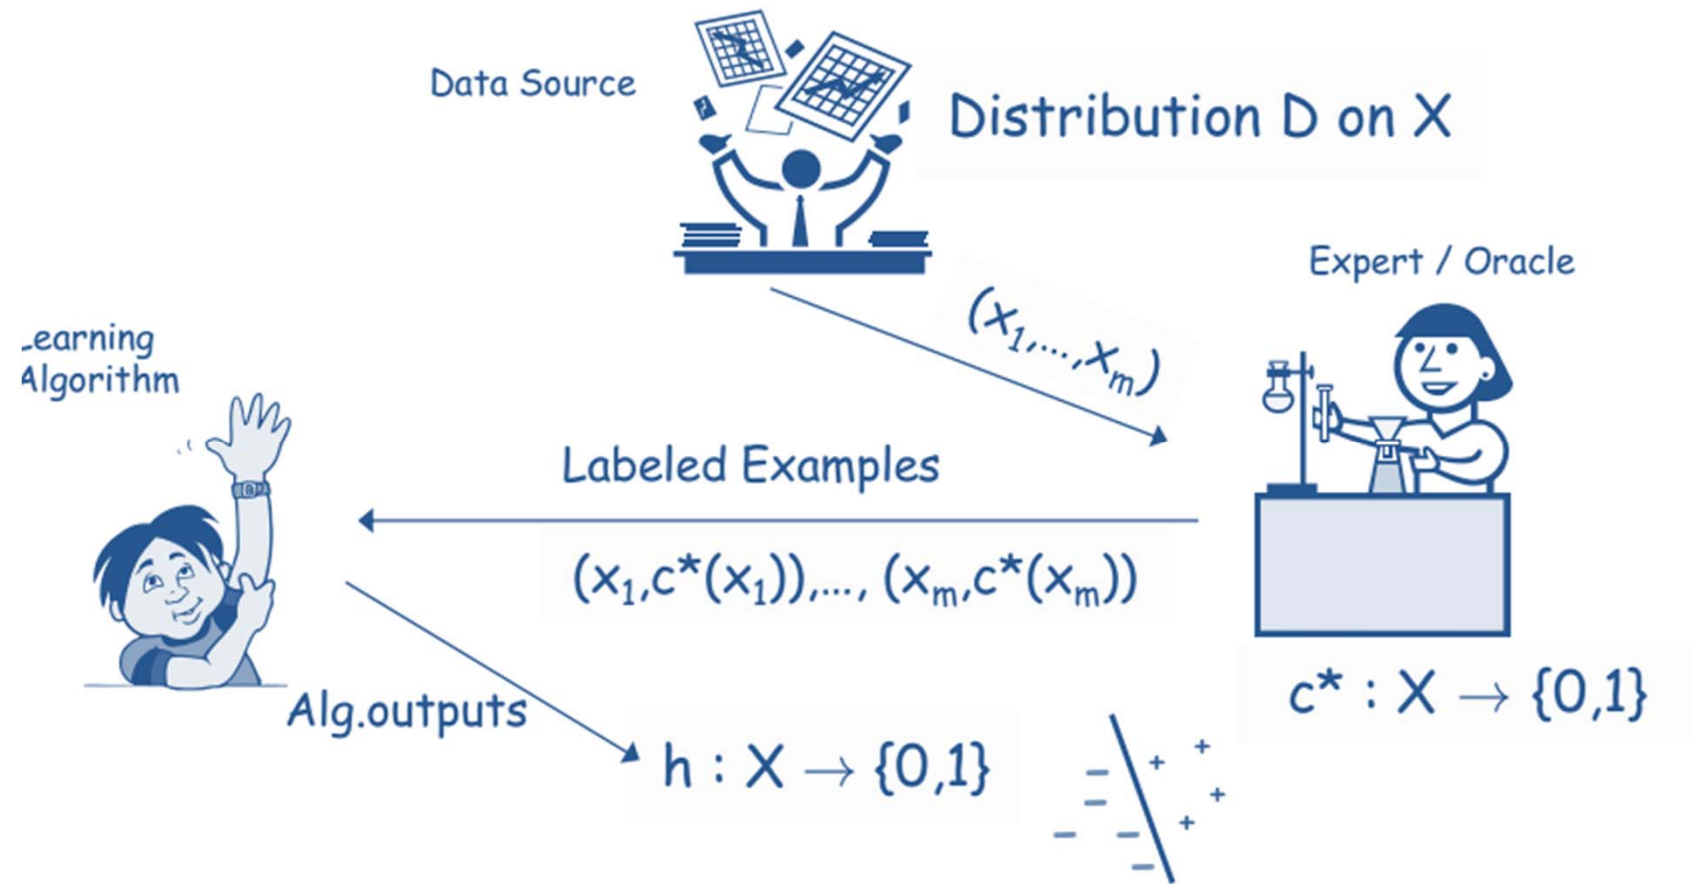 Data Source
Distribution D on X
Expert / Oracle
(x₁,...,xₘ)
Learning
Algorithm
Labeled Examples
(x₁,c*(x₁)),..., (xₘ,c*(xₘ))
Alg.outputs
c* : X → {0,1}
h : X → {0,1}